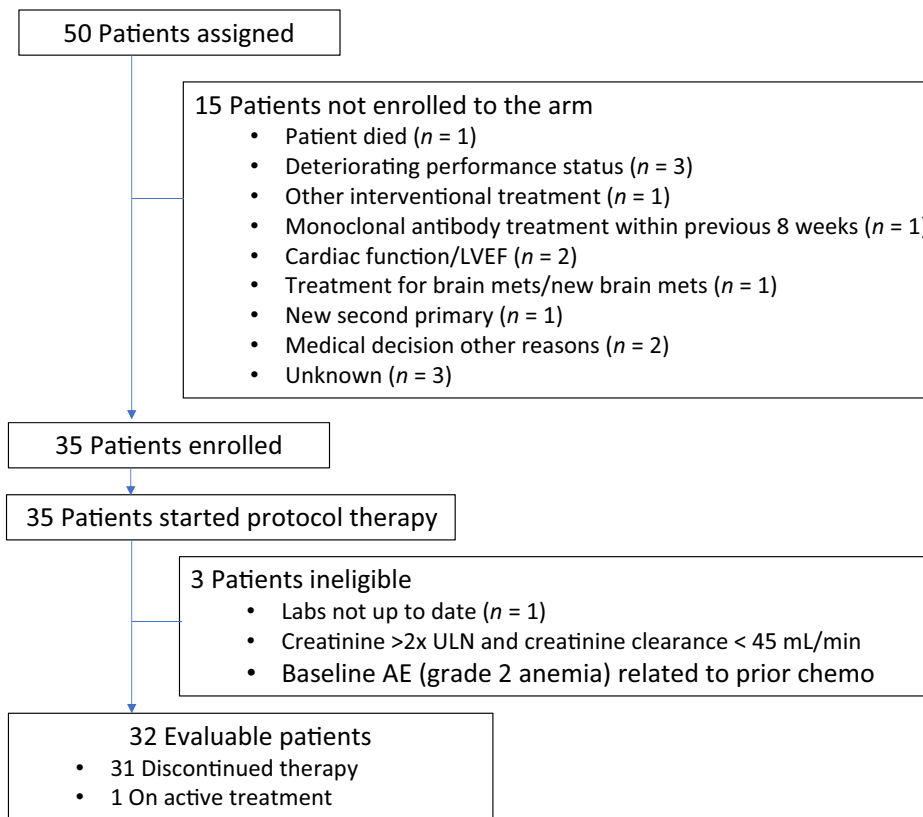 50 Patients assigned
15 Patients not enrolled to the arm
• Patient died (n = 1)
• Deteriorating performance status (n = 3)
• Other interventional treatment (n = 1)
• Monoclonal antibody treatment within previous 8 weeks (n = 1)
• Cardiac function/LVEF (n = 2)
• Treatment for brain mets/new brain mets (n = 1)
• New second primary (n = 1)
• Medical decision other reasons (n = 2)
• Unknown (n = 3)
35 Patients enrolled
35 Patients started protocol therapy
3 Patients ineligible
• Labs not up to date (n = 1)
• Creatinine >2x ULN and creatinine clearance < 45 mL/min
• Baseline AE (grade 2 anemia) related to prior chemo
32 Evaluable patients
• 31 Discontinued therapy
• 1 On active treatment